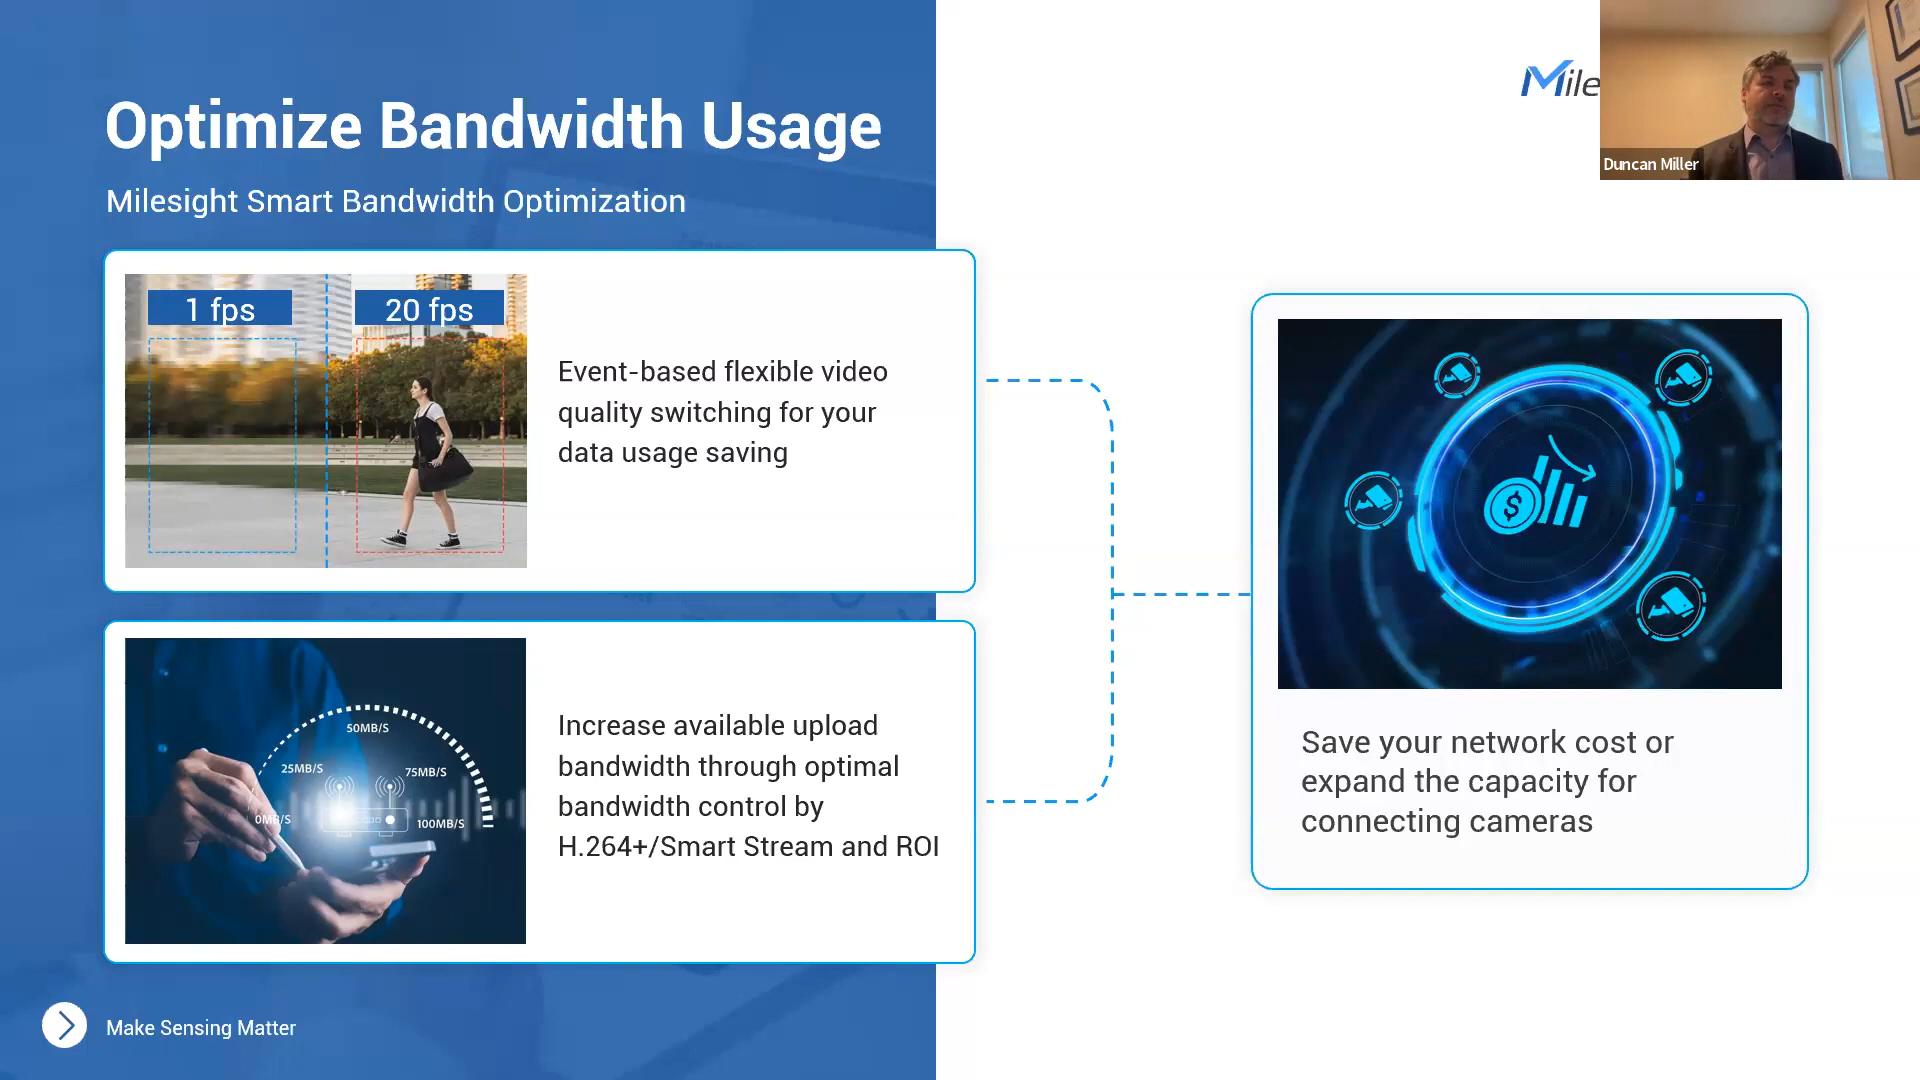 Optimize Bandwidth Usage
Milesight Smart Bandwidth Optimization
Mile
Duncan Miller
1 fps
20 fps
Event-based flexible video
quality switching for your
data usage saving
50MB/S
25MB/S
75MB/S
0MB/S
100MB/S
Increase available upload
bandwidth through optimal
bandwidth control by
H.264+/Smart Stream and ROI
$
Save your network cost or
expand the capacity for
connecting cameras
Make Sensing Matter